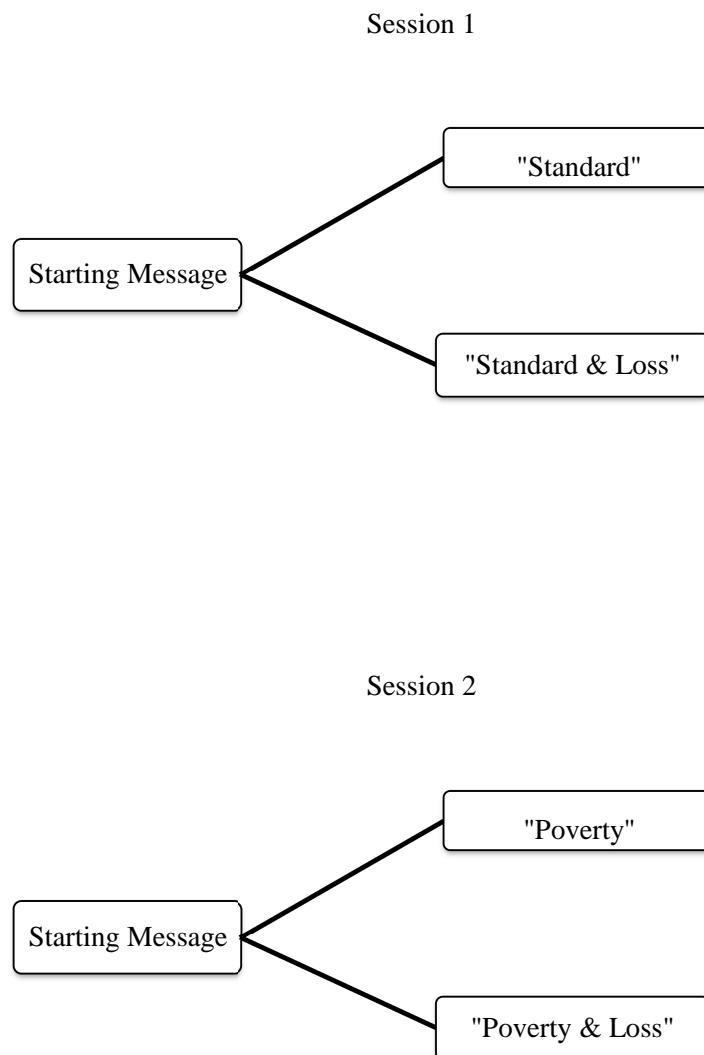 Session 1
"Standard"
Starting Message
"Standard & Loss"
Session 2
"Poverty"
Starting Message
"Poverty & Loss"